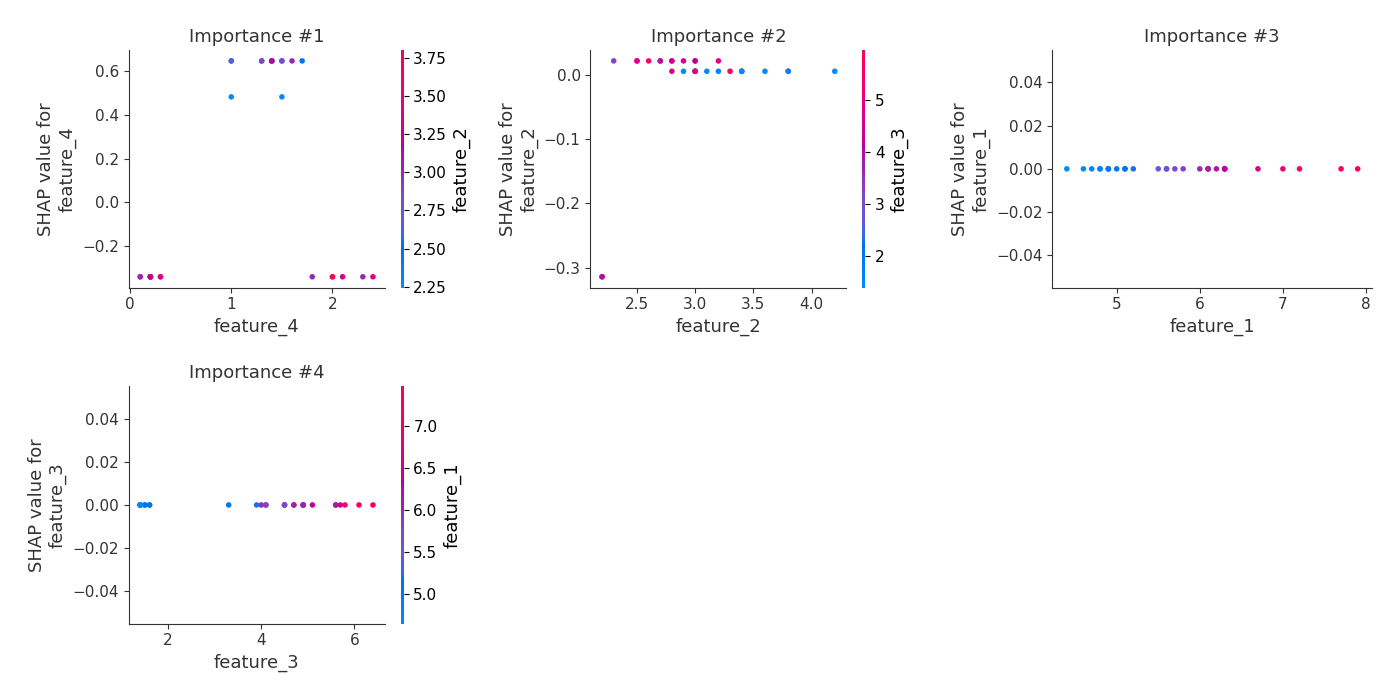 Importance #1
0.6
0.4
0.2
0.0
−0.2
SHAP value for
feature_4
0
1
2
feature_4
3.75
3.50
3.25
3.00
2.75
2.50
2.25
feature_2
Importance #2
0.0
−0.1
−0.2
−0.3
SHAP value for
feature_2
2.5
3.0
3.5
4.0
feature_2
5
4
3
2
feature_3
Importance #3
0.04
0.02
0.00
−0.02
−0.04
SHAP value for
feature_1
5
6
7
8
feature_1
Importance #4
0.04
0.02
0.00
−0.02
−0.04
SHAP value for
feature_3
2
4
6
feature_3
7.0
6.5
6.0
5.5
5.0
feature_1